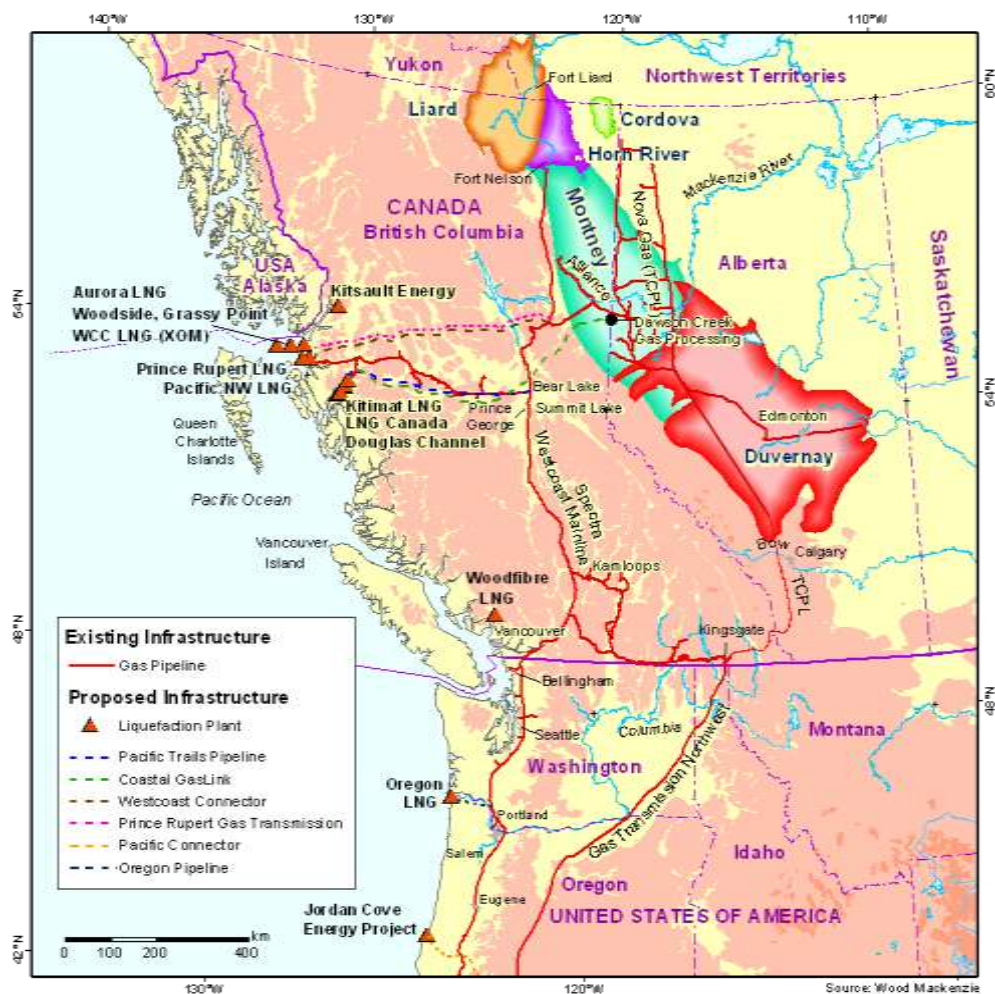 140°W
130°W
120°W
110°W
Yukon
Fort Liard
Northwest Territories
60°N
Liard
Cordova
Horn River
Fort Nelson
Mackenzie River
CANADA
British Columbia
Montney
Nova Gas (TCPL)
Saskatchewan
USA
Alaska
Alliance
Alberta
Aurora LNG
Kitsault Energy
Woodside, Grassy Point
WCC LNG (XOM)
54°N
Dawson Creek
Gas Processing
Prince Rupert LNG
Pacific NW LNG
Bear Lake
54°N
Kitimat LNG
LNG Canada
Douglas Channel
Prince
George
Summit Lake
Edmonton
Queen
Charlotte
Islands
Duvernay
Pacific Ocean
Spectra
Westcoast Mainline
Vancouver
Island
Bow
Calgary
Kamloops
TCPL
Woodfibre
LNG
Vancouver
Kingsgate
48°N
Existing Infrastructure
Gas Pipeline
Proposed Infrastructure
Liquefaction Plant
Pacific Trails Pipeline
Coastal GasLink
Westcoast Connector
Prince Rupert Gas Transmission
Pacific Connector
Oregon Pipeline
Bellingham
48°N
Seattle
Columbia
Montana
Washington
Gas Transmission Northwest
Oregon
LNG
Portland
Salem
Idaho
Eugene
Oregon
UNITED STATES OF AMERICA
Jordan Cove
Energy Project
km
0 100 200 400
42°N
130°W
120°W
Source: Wood Mackenzie